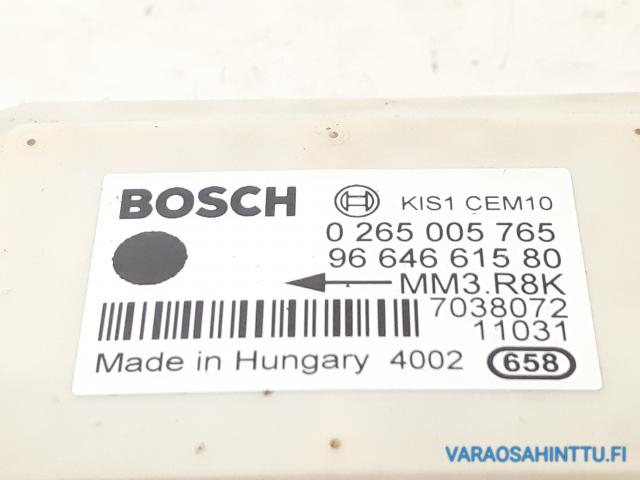 BOSCH KIS1 CEM10
0 265 005 765
96 646 615 80
MM3.R8K
7038072
11031
Made in Hungary 4002 658
VARAOSAHINTTU.FI